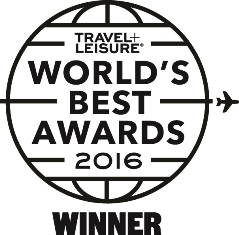 TRAVEL+
LEISURE®
WORLD'S
BEST
AWARDS
2016
WINNER